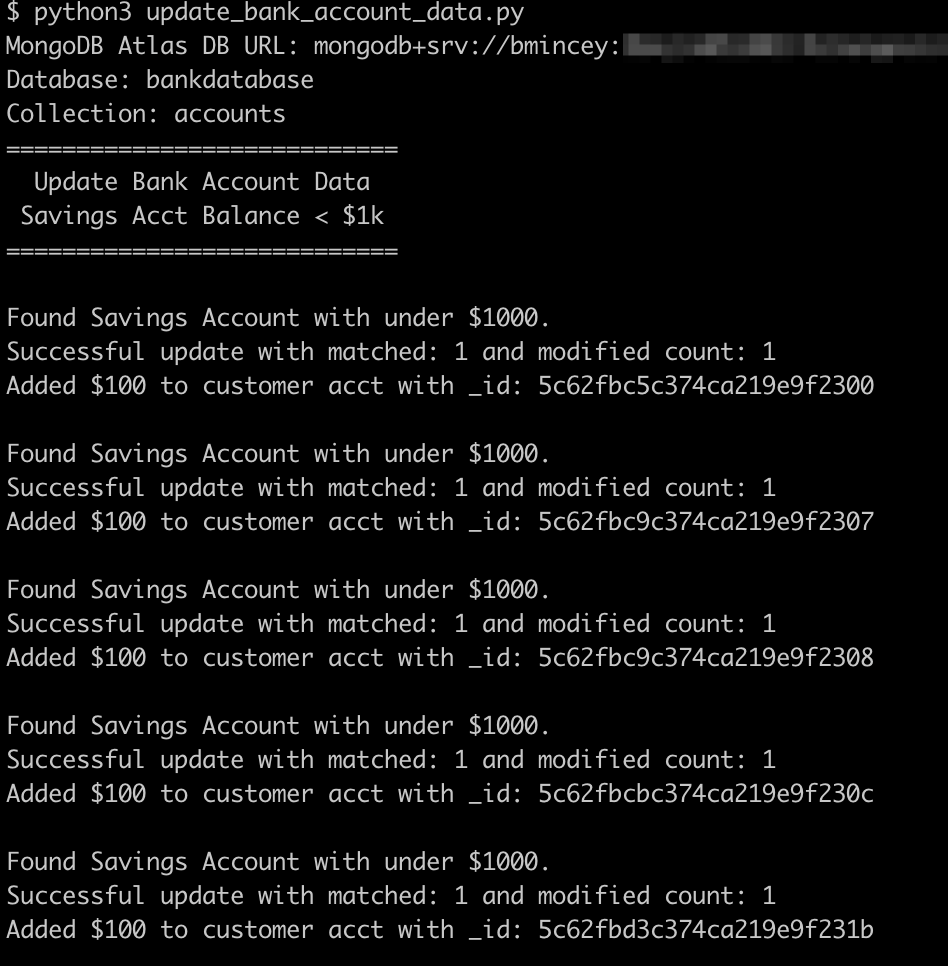 $ python3 update_bank_account_data.py
MongoDB Atlas DB URL: mongodb+srv://bmincey:
Database: bankdatabase
Collection: accounts
============================
Update Bank Account Data
Savings Acct Balance < $1k
============================
Found Savings Account with under $1000.
Successful update with matched: 1 and modified count: 1
Added $100 to customer acct with _id: 5c62fbc5c374ca219e9f2300
Found Savings Account with under $1000.
Successful update with matched: 1 and modified count: 1
Added $100 to customer acct with _id: 5c62fbc9c374ca219e9f2307
Found Savings Account with under $1000.
Successful update with matched: 1 and modified count: 1
Added $100 to customer acct with _id: 5c62fbc9c374ca219e9f2308
Found Savings Account with under $1000.
Successful update with matched: 1 and modified count: 1
Added $100 to customer acct with _id: 5c62fbcbc374ca219e9f230c
Found Savings Account with under $1000.
Successful update with matched: 1 and modified count: 1
Added $100 to customer acct with _id: 5c62fbd3c374ca219e9f231b